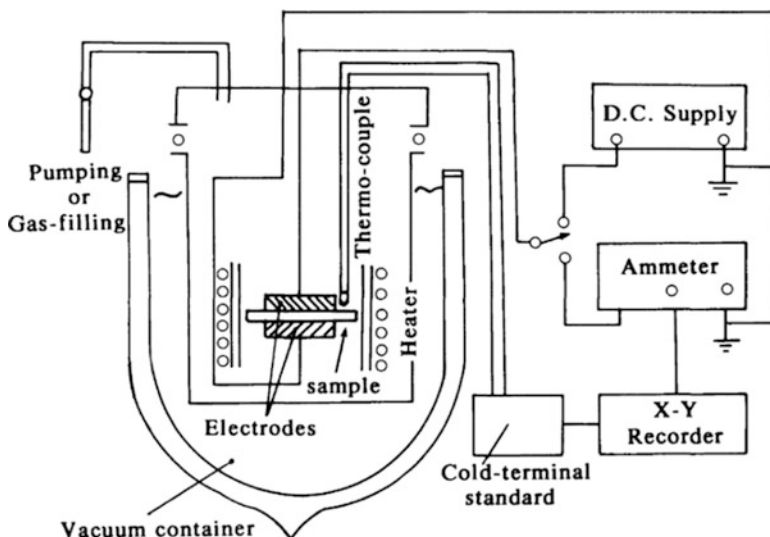 Pumping
or
Gas-filling
Thermo-couple
Heater
sample
Electrodes
Vacuum container
D.C. Supply
Ammeter
X-Y
Recorder
Cold-terminal
standard